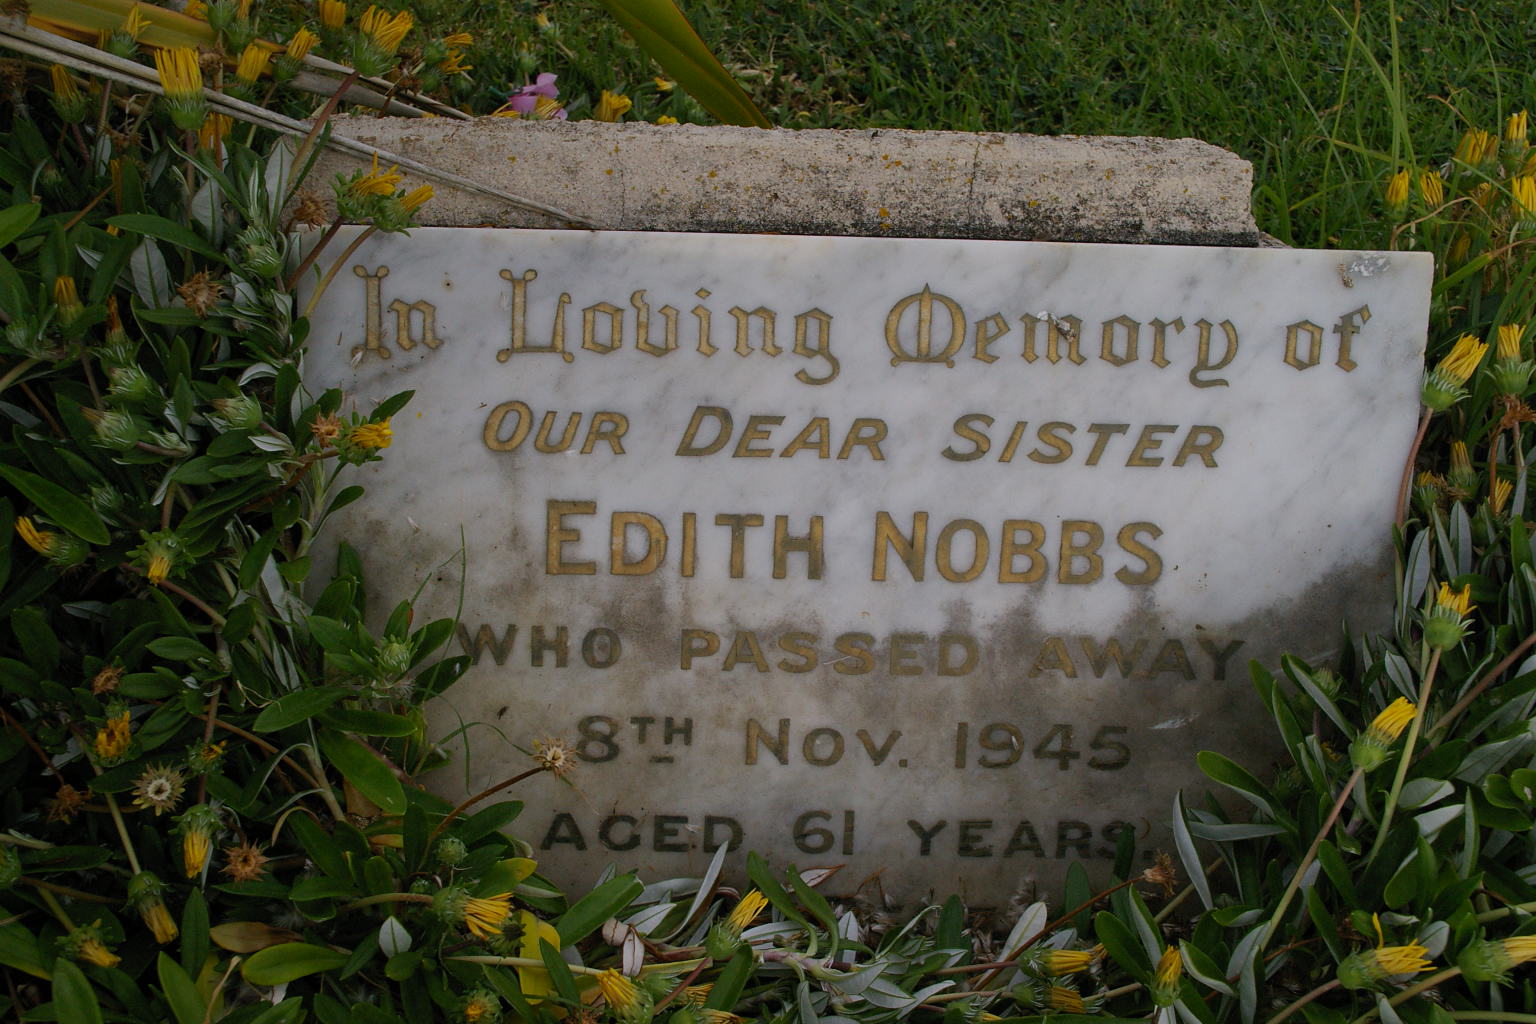 In Loving Memory of
OUR DEAR SISTER
EDITH NOBBS
WHO PASSED AWAY
8TH NOV. 1945
AGED 61 YEARS.